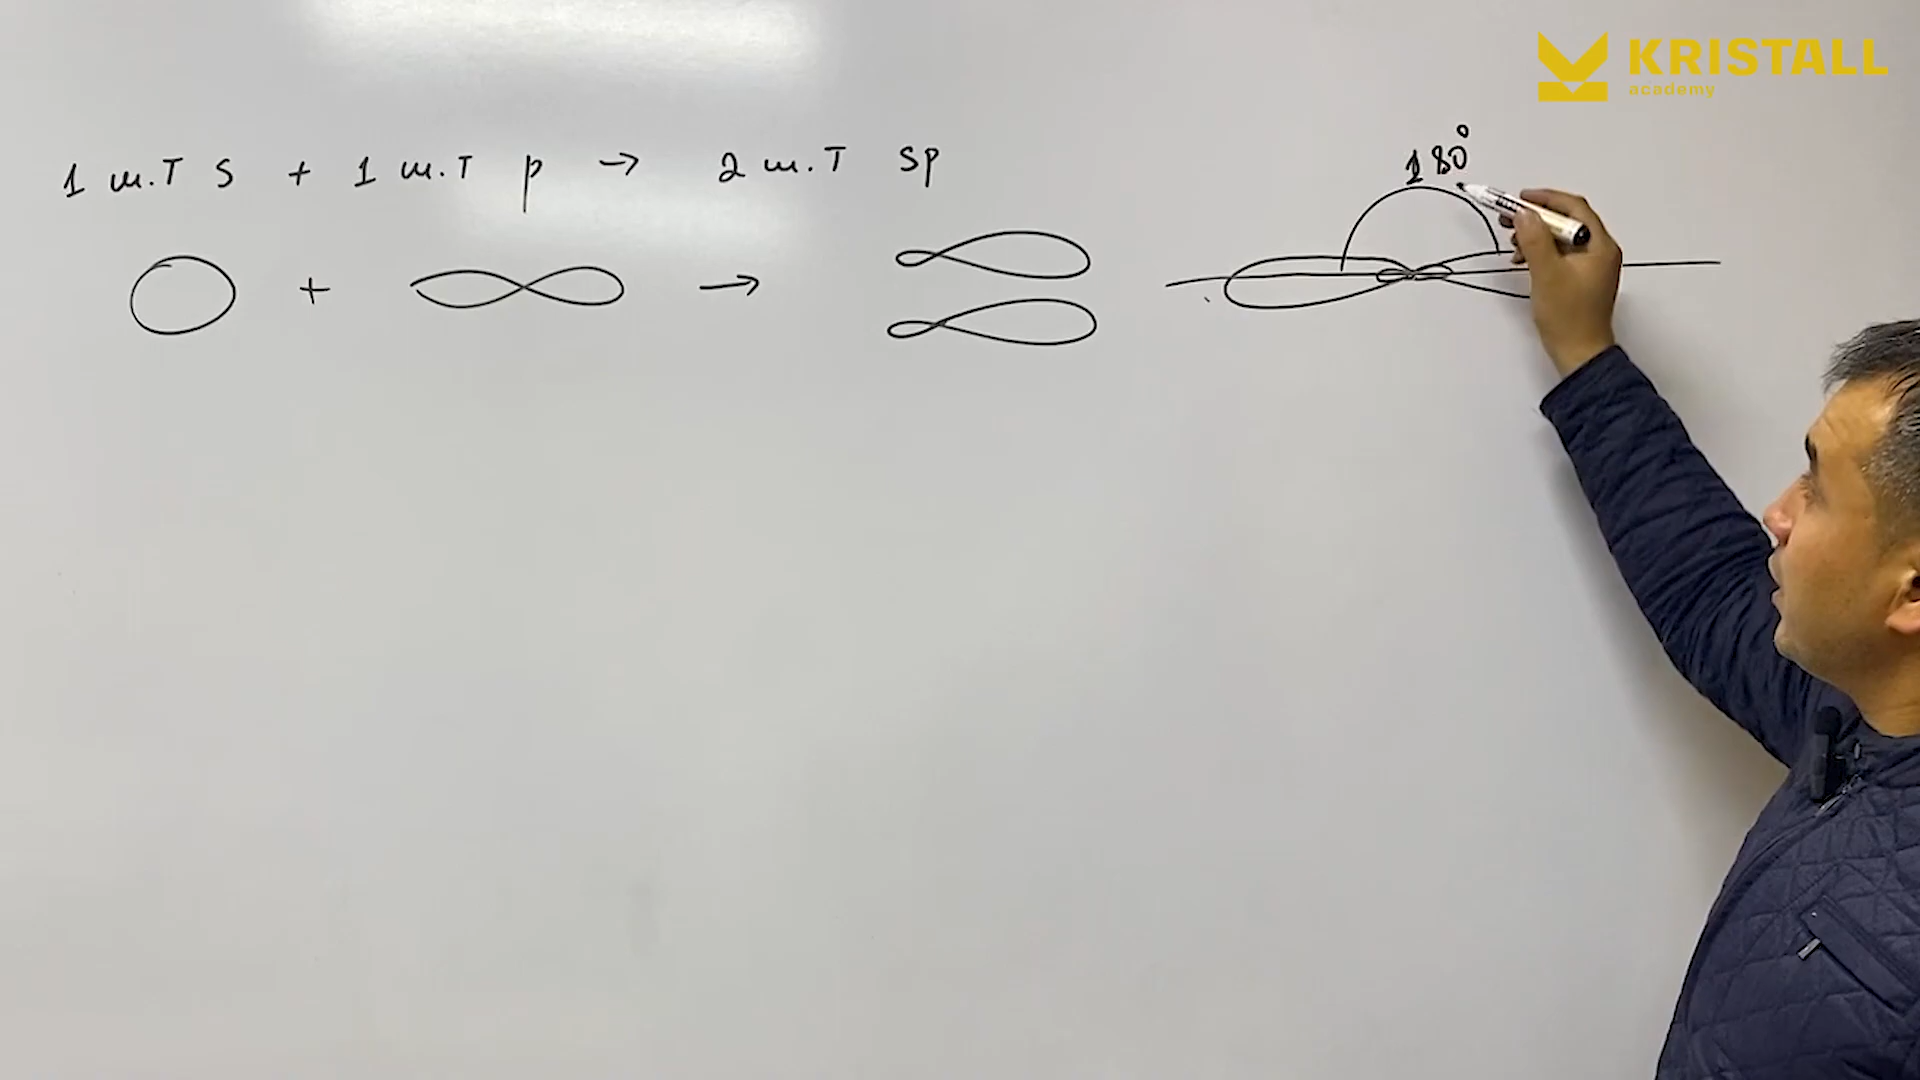 KRISTALL
academy
1 ш.т s + 1 ш.т p → 2 ш.т sp
180°
+ →